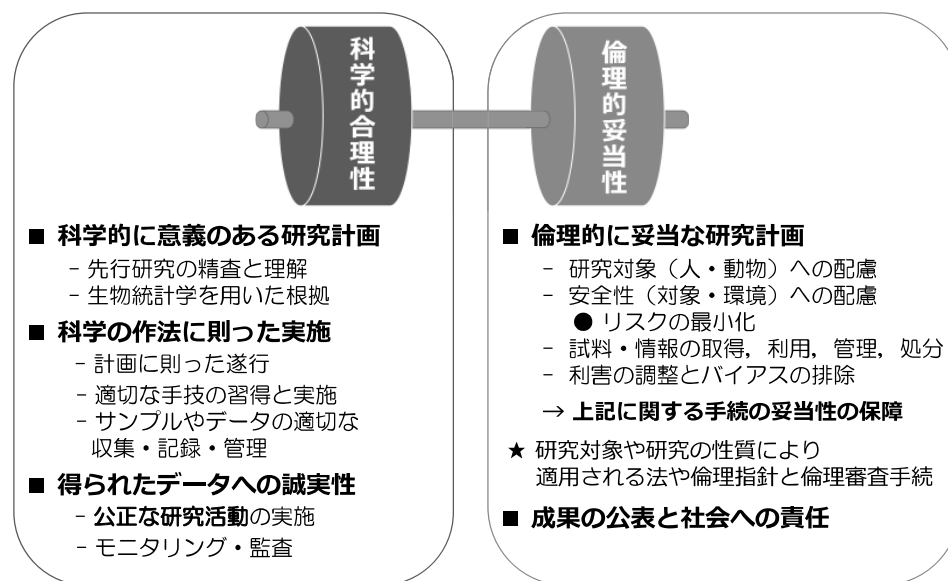 科学的合理性
■ 科学的に意義のある研究計画
- 先行研究の精査と理解
- 生物統計学を用いた根拠
■ 科学の作法に則った実施
- 計画に則った遂行
- 適切な手技の習得と実施
- サンプルやデータの適切な
収集・記録・管理
■ 得られたデータへの誠実性
- 公正な研究活動の実施
- モニタリング・監査
倫理的妥当性
■ 倫理的に妥当な研究計画
- 研究対象（人・動物）への配慮
- 安全性（対象・環境）への配慮
● リスクの最小化
- 試料・情報の取得，利用，管理，処分
- 利害の調整とバイアスの排除
→ 上記に関する手続の妥当性の保障
★ 研究対象や研究の性質により
適用される法や倫理指針と倫理審査手続
■ 成果の公表と社会への責任